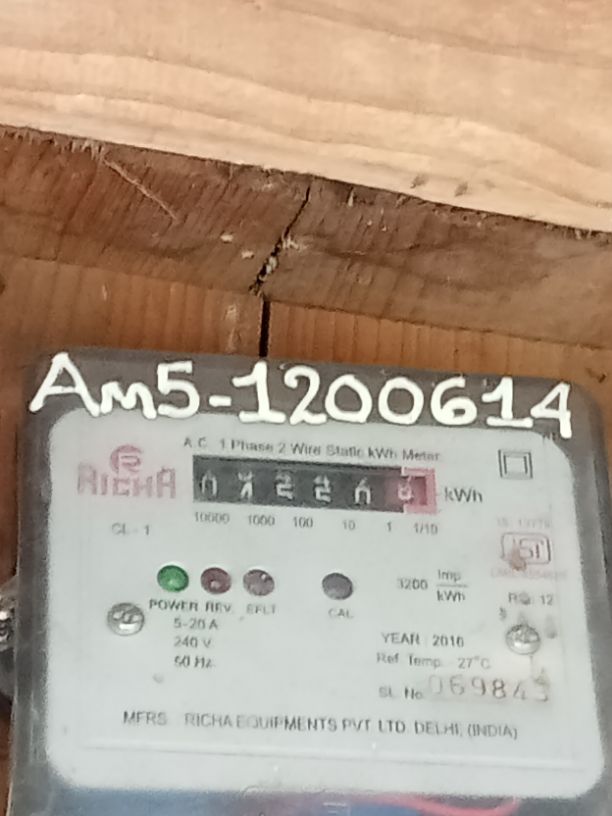 Am5-1200614
A.C. 1 Phase 2 Wire Static kWh Meter
RICHA
kWh
CL-1
10000 1000 100 10 1 1/10
3200 Imp
kWh
POWER REV. EFLT CAL
5-20 A
240 V
YEAR : 2016
Ref. Temp. 27°C
SL. No. 069843
MFRS. RICHA EQUIPMENTS PVT. LTD. DELHI, (INDIA)